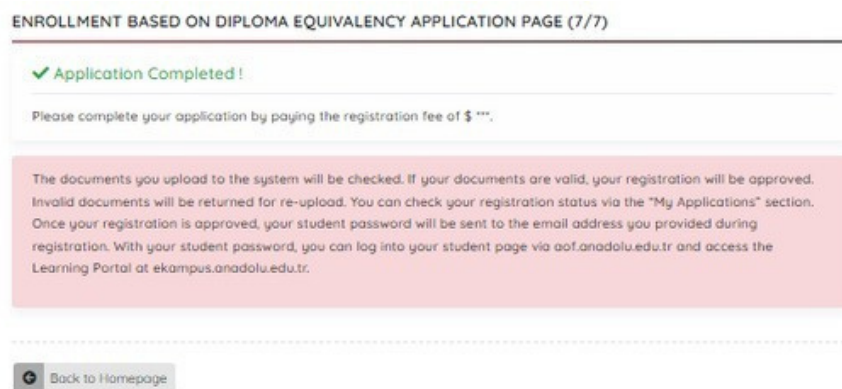 ENROLLMENT BASED ON DIPLOMA EQUIVALENCY APPLICATION PAGE (7/7)
Application Completed !
Please complete your application by paying the registration fee of $ ***.
The documents you upload to the system will be checked. If your documents are valid, your registration will be approved.
Invalid documents will be returned for re-upload. You can check your registration status via the "My Applications" section.
Once your registration is approved, your student password will be sent to the email address you provided during
registration. With your student password, you can log into your student page via aof.anadolu.edu.tr and access the
Learning Portal at ekampus.anadolu.edu.tr.
Back to Homepage